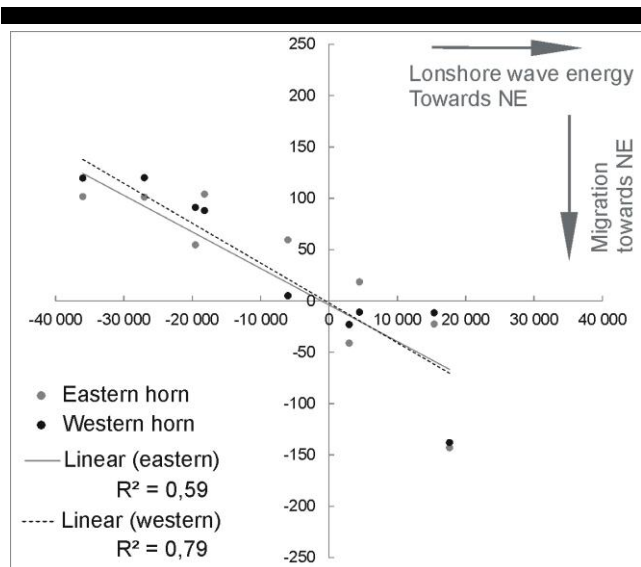 250
200
150
100
50
0
-50
-100
-150
-200
-250
-40 000 -30 000 -20 000 -10 000 0 10 000 20 000 30 000 40 000
Lonshore wave energy
Towards NE
Migration
towards NE
Eastern horn
Western horn
Linear (eastern)
R² = 0,59
Linear (western)
R² = 0,79